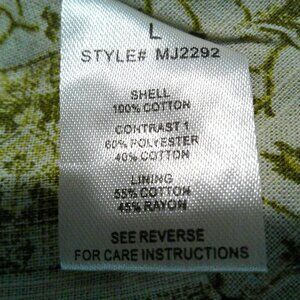 L
STYLE# MJ2292
SHELL
100% COTTON
CONTRAST 1
60% POLYESTER
40% COTTON
LINING
55% COTTON
45% RAYON
SEE REVERSE
FOR CARE INSTRUCTIONS